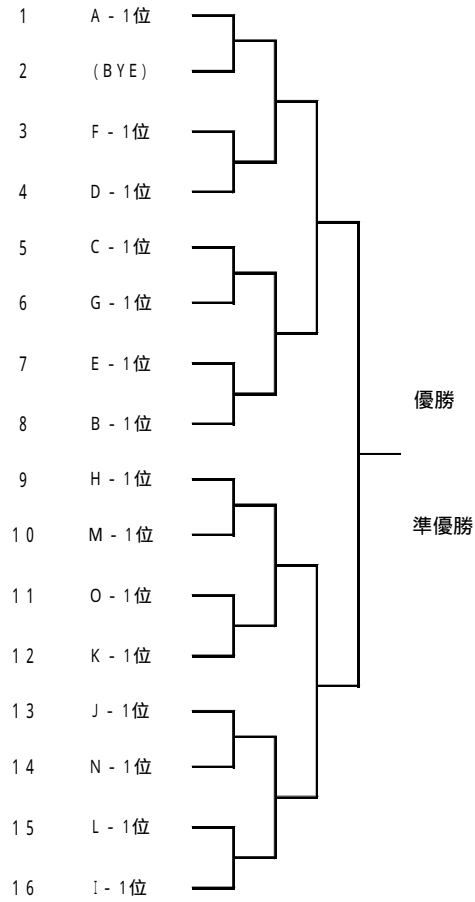 1 A - 1位
2 (BYE)
3 F - 1位
4 D - 1位
5 C - 1位
6 G - 1位
7 E - 1位
8 B - 1位
優勝
9 H - 1位
準優勝
10 M - 1位
11 O - 1位
12 K - 1位
13 J - 1位
14 N - 1位
15 L - 1位
16 I - 1位